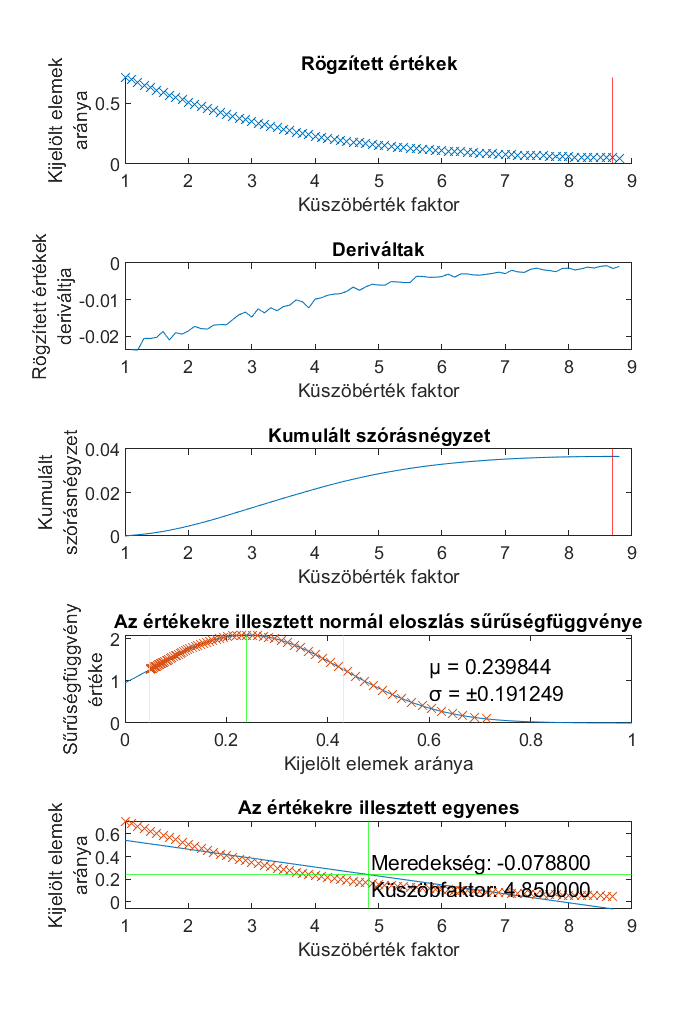 Rögzített értékek
Kijelölt elemek
aránya
0.5
0
1 2 3 4 5 6 7 8 9
Küszöbérték faktor
Deriváltak
Rögzített értékek
deriváltja
0
-0.01
-0.02
1 2 3 4 5 6 7 8 9
Küszöbérték faktor
Kumulált szórásnégyzet
Kumulált
szórásnégyzet
0.04
0.02
0
1 2 3 4 5 6 7 8 9
Küszöbérték faktor
Az értékekre illesztett normál eloszlás sűrűségfüggvénye
Sűrűségfüggvény
értéke
2
1
0
μ = 0.239844
σ = ±0.191249
0 0.2 0.4 0.6 0.8 1
Kijelölt elemek aránya
Az értékekre illesztett egyenes
Kijelölt elemek
aránya
0.6
0.4
0.2
0
Meredekség: -0.078800
Küszöbfaktor: 4.850000
1 2 3 4 5 6 7 8 9
Küszöbérték faktor